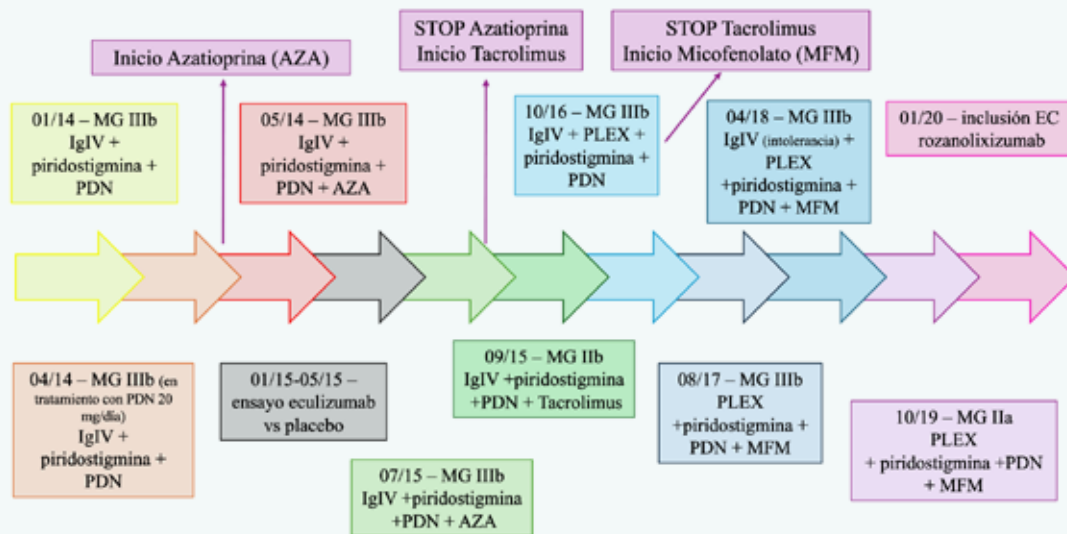 Inicio Azatioprina (AZA)
STOP Azatioprina
Inicio Tacrolimus
STOP Tacrolimus
Inicio Micofenolato (MFM)
01/14 – MG IIIb
IgIV +
piridostigmina +
PDN
05/14 – MG IIIb
IgIV +
piridostigmina +
PDN + AZA
10/16 – MG IIIb
IgIV + PLEX +
piridostigmina +
PDN
04/18 – MG IIIb
IgIV (intolerancia) +
PLEX
+piridostigmina +
PDN + MFM
01/20 – inclusión EC
rozanolixizumab
04/14 – MG IIIb (en
tratamiento con PDN 20
mg/día)
IgIV +
piridostigmina +
PDN
01/15-05/15 –
ensayo eculizumab
vs placebo
07/15 – MG IIIb
IgIV +piridostigmina
+PDN + AZA
09/15 – MG IIb
IgIV +piridostigmina
+PDN + Tacrolimus
08/17 – MG IIIb
PLEX
+piridostigmina +
PDN + MFM
10/19 – MG IIa
PLEX
+ piridostigmina +PDN
+ MFM